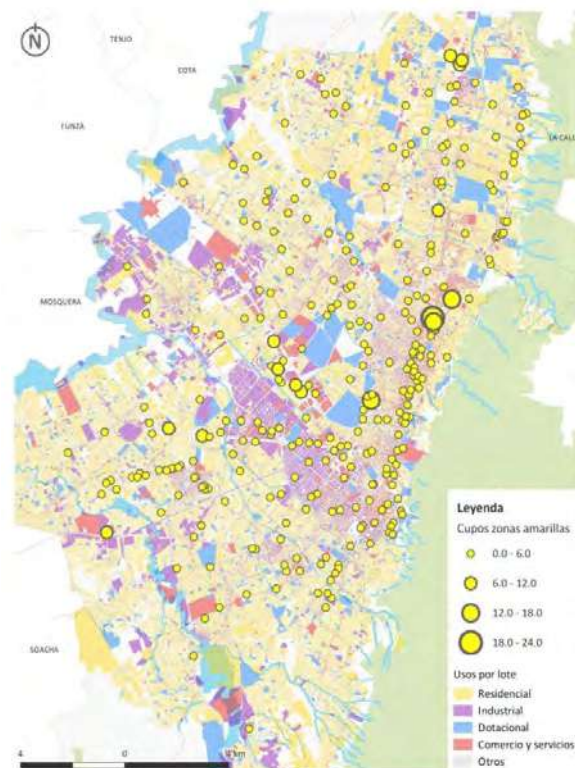 N
TENJO
COTA
FUNZA
LA CALE
MOSQUERA
SOACHA
Leyenda
Cupos zonas amarillas
0.0 - 6.0
6.0 - 12.0
12.0 - 18.0
18.0 - 24.0
Usos por lote
Residencial
Industrial
Dotacional
Comercio y servicios
Otros
4 0 4 km